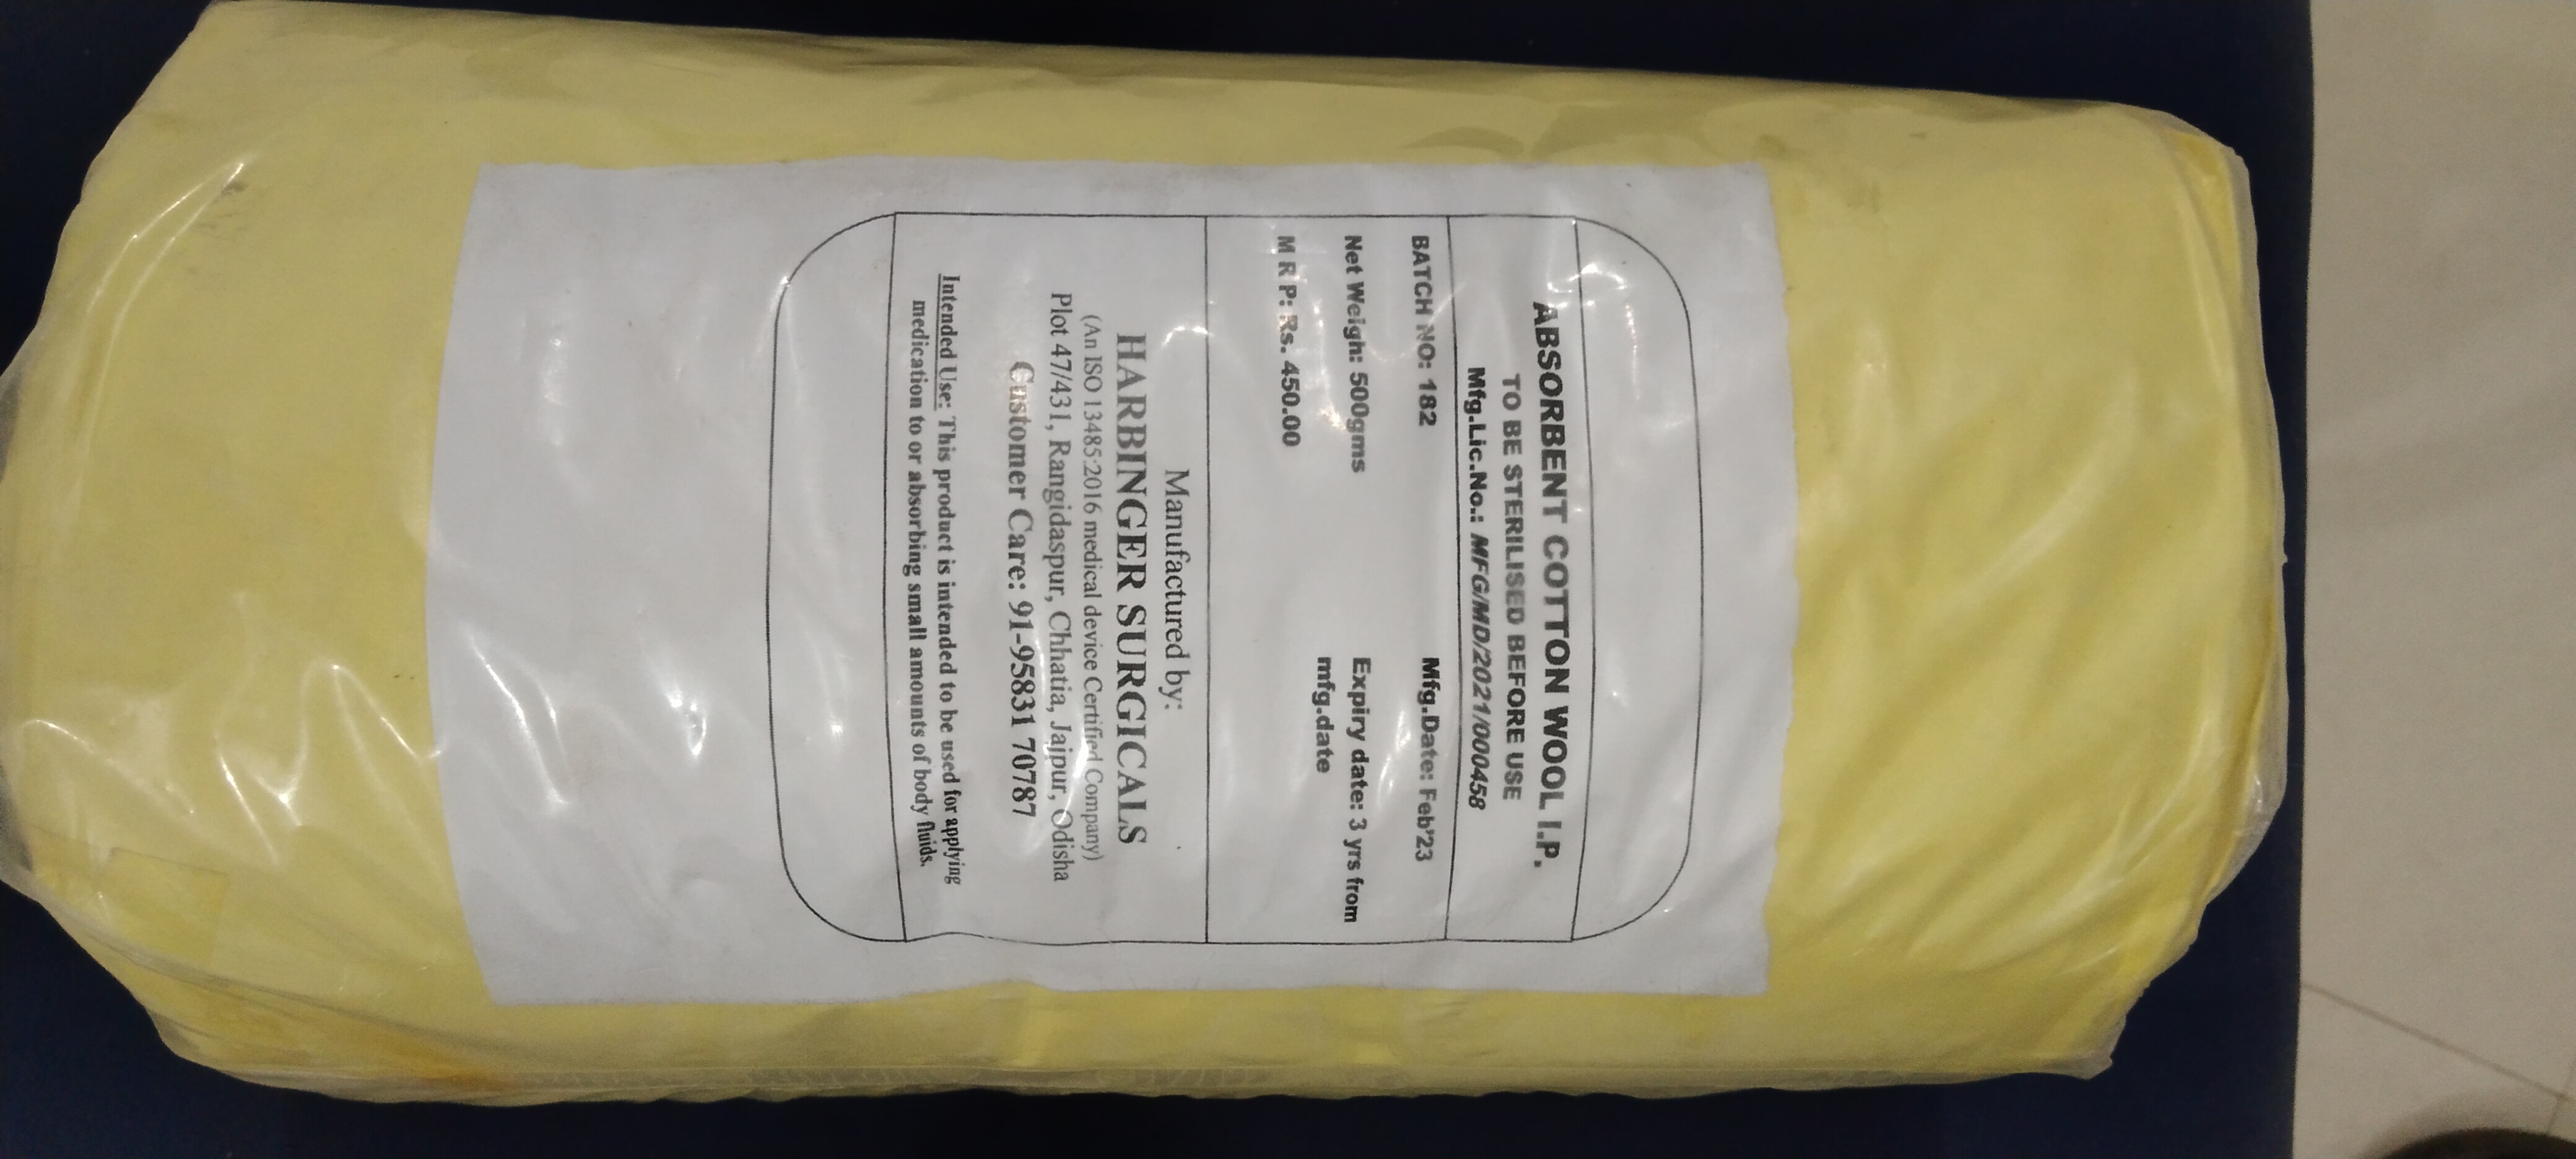 ABSORBENT COTTON WOOL I.P.
TO BE STERILISED BEFORE USE
Mfg.Lic.No.: MFG/MD/2021/000458
BATCH NO: 182 Mfg.Date: Feb'23
Net Weigh: 500gms Expiry date: 3 yrs from
mfg.date
M R P: Rs. 450.00
Manufactured by:
HARBINGER SURGICALS
(An ISO 13485:2016 medical device Certified Company)
Plot 47/431, Rangidaspur, Chhatia, Jajpur, Odisha
Customer Care: 91-95831 70787
Intended Use: This product is intended to be used for applying
medication to or absorbing small amounts of body fluids.